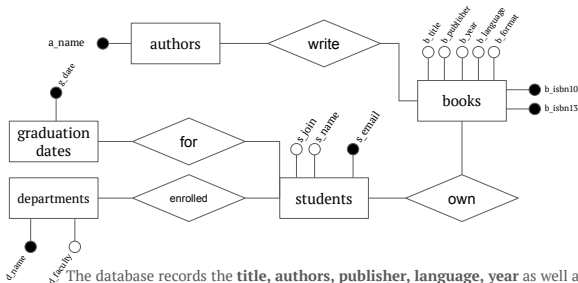 b_title
b_publisher
b_year
b_language
b_format
a_name
authors
write
g_date
books
b_isbn10
b_isbn13
graduation
dates
for
s_join
s_name
s_email
departments
enrolled
students
own
d_name
d_faculty
The database records the title, authors, publisher, language, year as well a